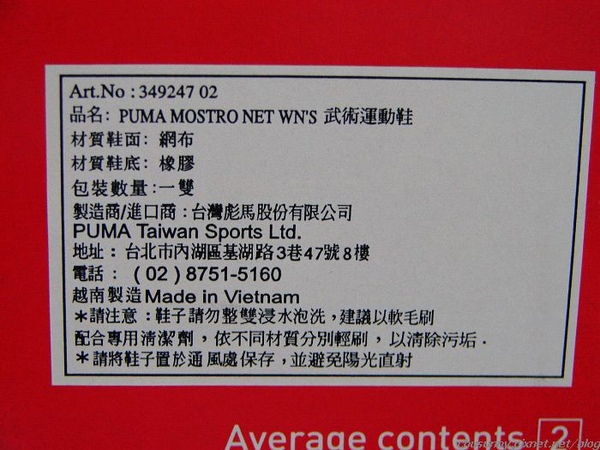 Art.No : 349247 02
品名: PUMA MOSTRO NET WN'S 武術運動鞋
材質鞋面: 網布
材質鞋底: 橡膠
包裝數量:一雙
製造商/進口商:台灣彪馬股份有限公司
PUMA Taiwan Sports Ltd.
地址: 台北市內湖區基湖路3巷47號8樓
電話: (02) 8751-5160
越南製造 Made in Vietnam
*請注意:鞋子請勿整雙浸水泡洗,建議以軟毛刷
配合專用清潔劑,依不同材質分別輕刷,以清除污垢.
*請將鞋子置於通風處保存,並避免陽光直射
Average contents 2